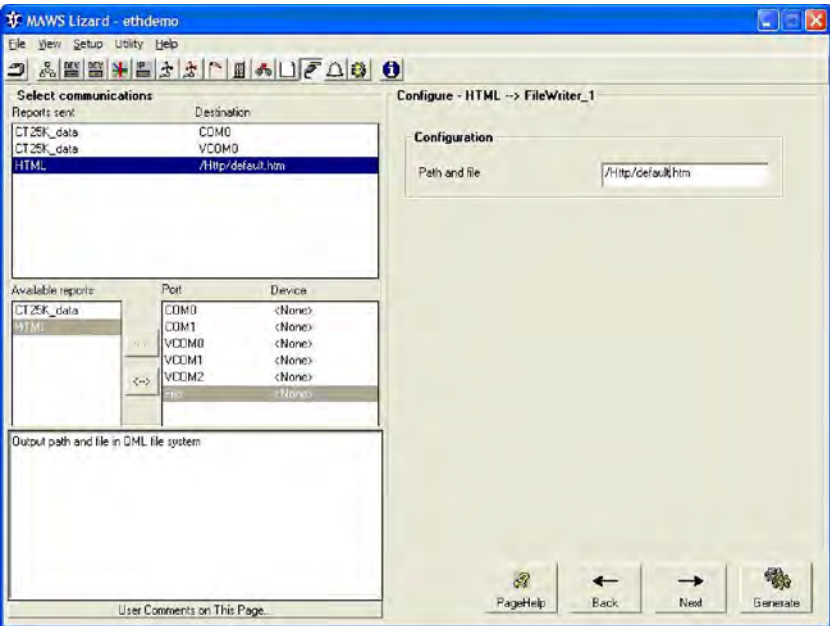 MAWS Lizard - ethdemo
File View Setup Utility Help
Select communications
Reports sent Destination
CT25K_data COM0
CT25K_data VCOM0
HTML /Http/default.htm
Available reports Port Device
CT25K_data COM0 <None>
HTML COM1 <None>
VCOM0 <None>
VCOM1 <None>
<-> VCOM2 <None>
File <None>
Output path and file in QML file system
User Comments on This Page...
Configure - HTML --> FileWriter_1
Configuration
Path and file /Http/default.htm
PageHelp Back Next Generate